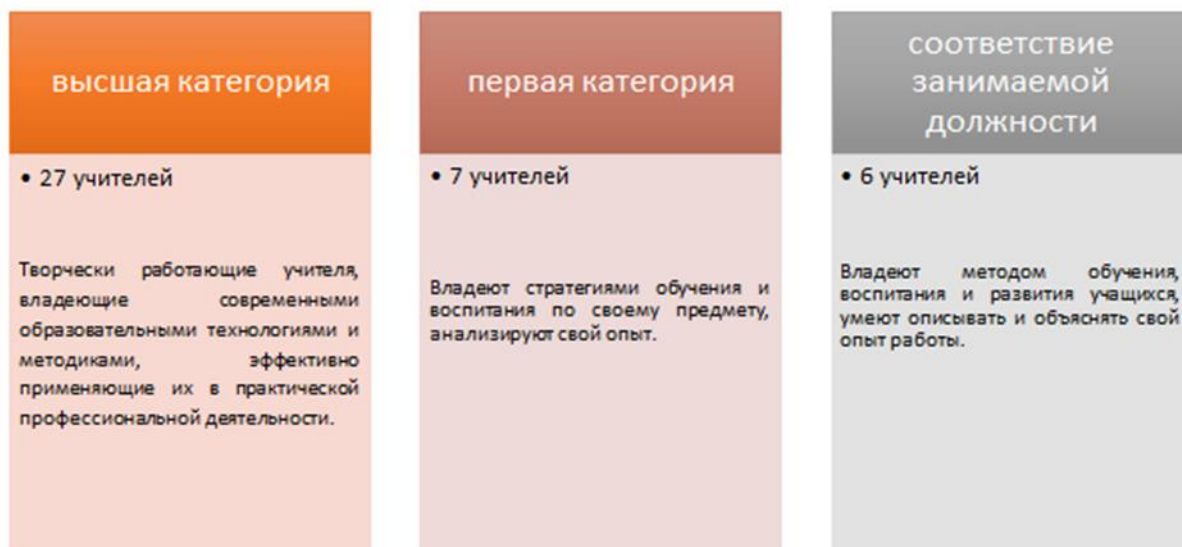 высшая категория
• 27 учителей
Творчески работающие учителя,
владеющие современными
образовательными технологиями и
методиками, эффективно
применяющие их в практической
профессиональной деятельности.
первая категория
• 7 учителей
Владеют стратегиями обучения и
воспитания по своему предмету,
анализируют свой опыт.
соответствие
занимаемой
должности
• 6 учителей
Владеют методом обучения,
воспитания и развития учащихся,
умеют описывать и объяснять свой
опыт работы.